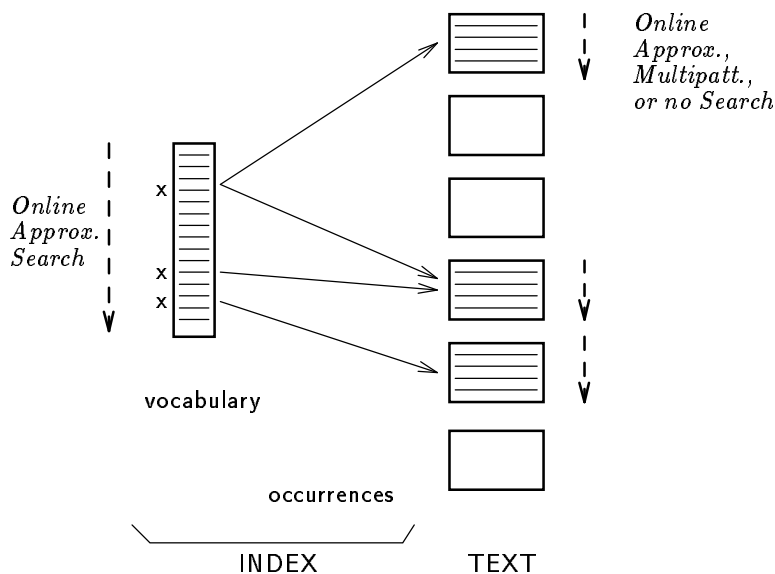 Online
Approx.,
Multipatt.,
or no Search
x
Online
Approx.
Search
x
x
vocabulary
occurrences
INDEX
TEXT